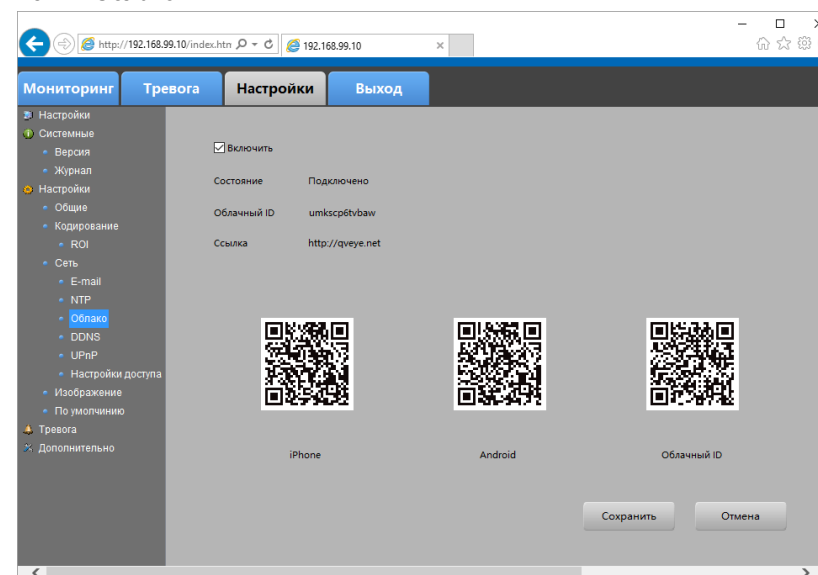 http://192.168.99.10/index.htn
192.168.99.10
Мониторинг
Тревога
Настройки
Выход
Настройки
Системные
Версия
Журнал
Настройки
Общие
Кодирование
ROI
Сеть
E-mail
NTP
Облако
DDNS
UPnP
Настройки доступа
Изображение
По умолчинию
Тревога
Дополнительно
Включить
Состояние Подключено
Облачный ID umkscp6tvbaw
Ссылка http://qveye.net
iPhone
Android
Облачный ID
Сохранить
Отмена